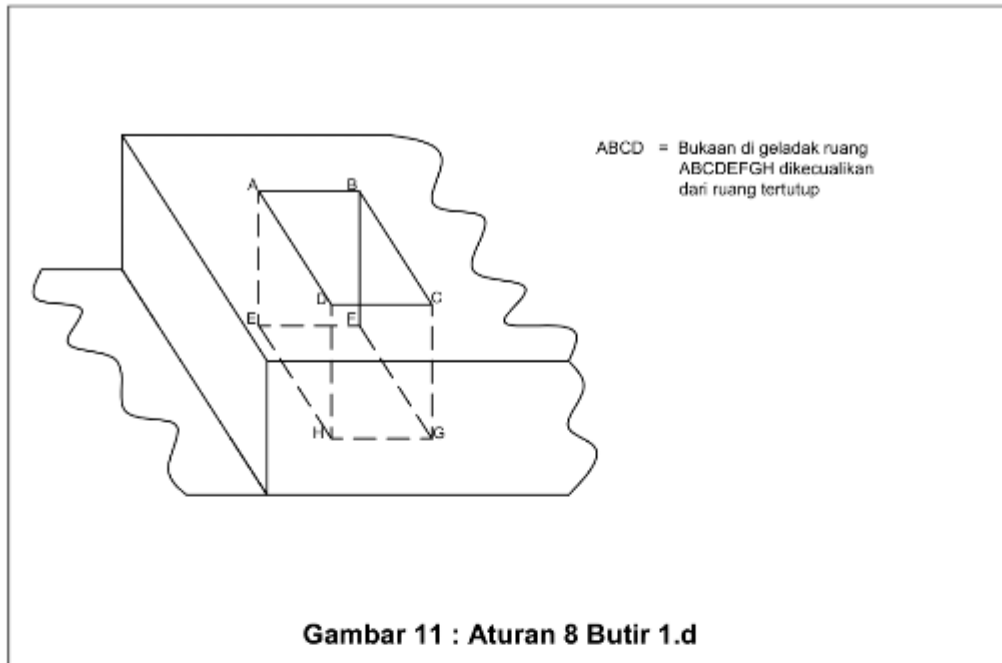 ABCD = Bukaan di geladak ruang
ABCDEFGH dikecualikan
dari ruang tertutup
A B
D C
E F
H G
Gambar 11 : Aturan 8 Butir 1.d